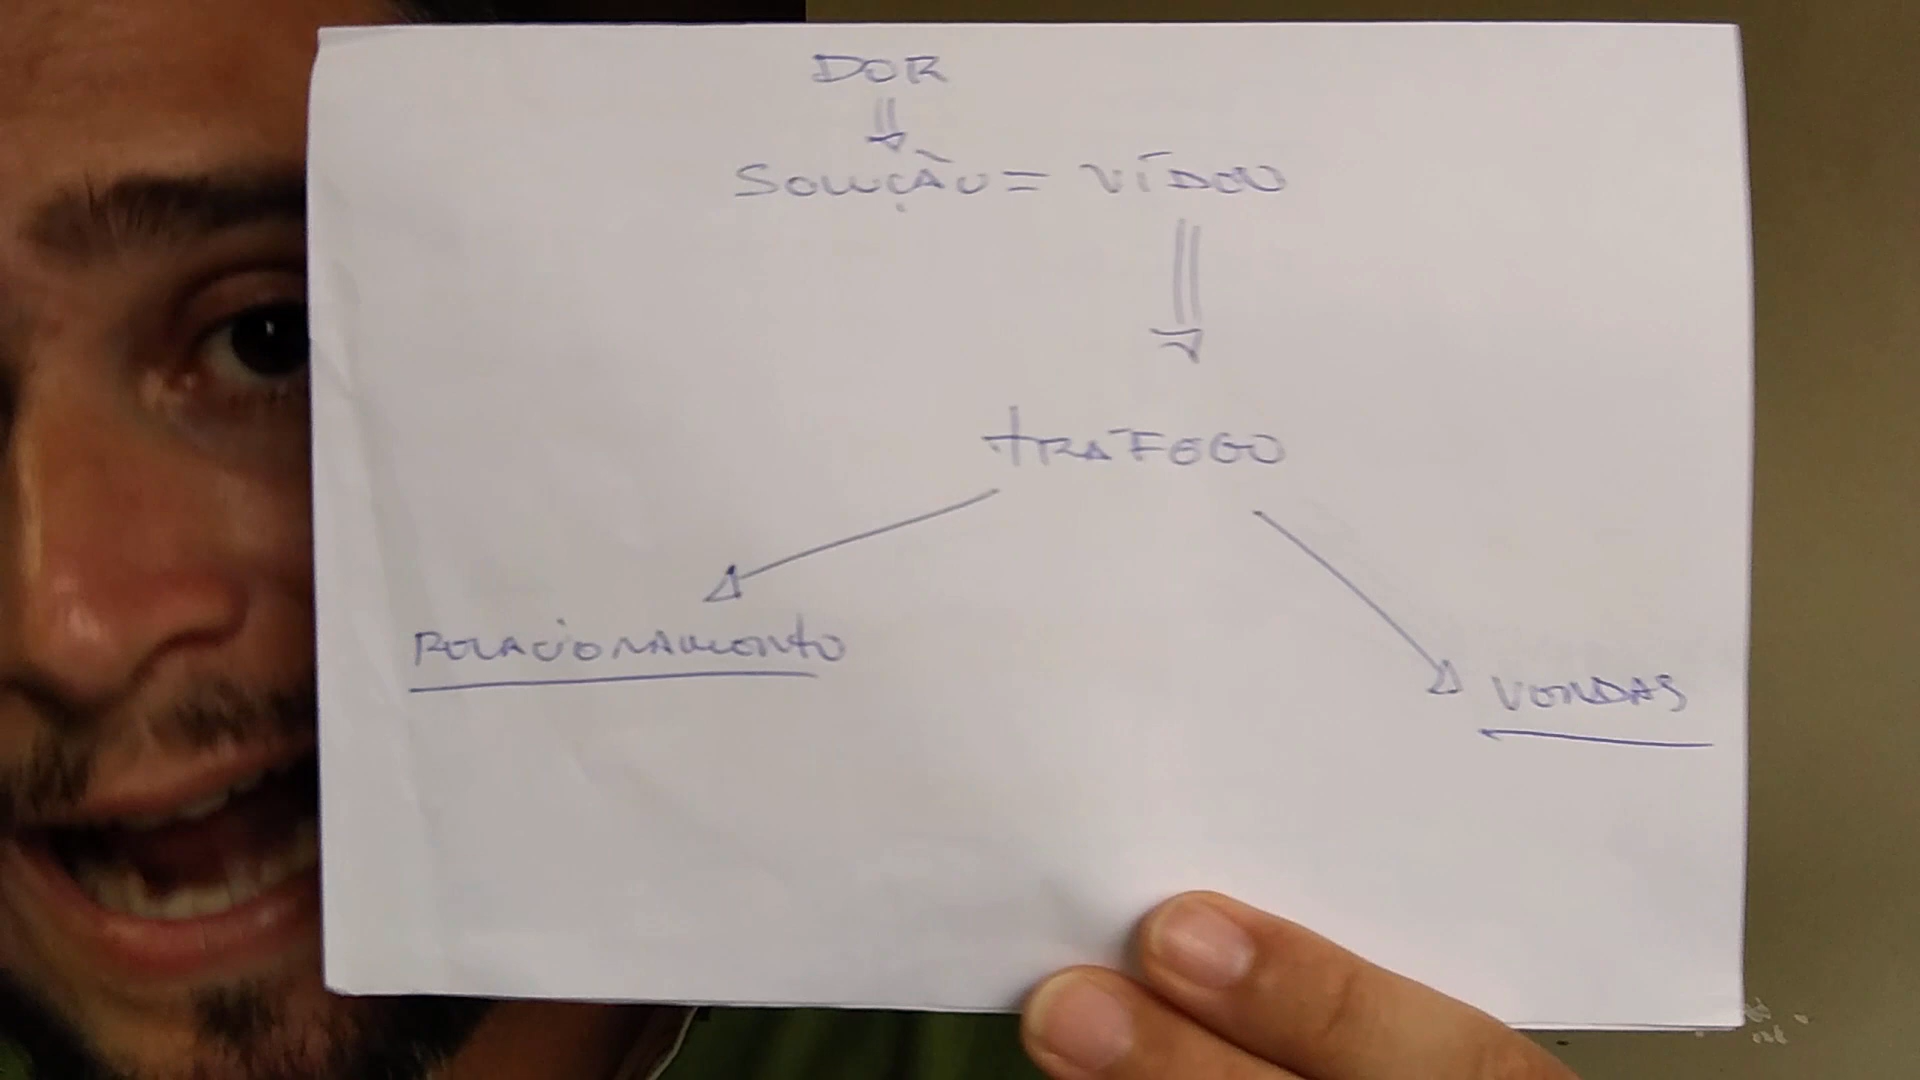 DOR
SOLUÇÃO = VÍDEO
TRÁFEGO
RELACIONAMENTO
VENDAS